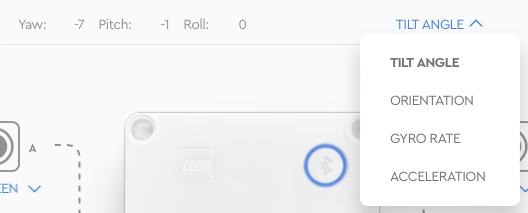 Yaw: -7 Pitch: -1 Roll: 0 TILT ANGLE
TILT ANGLE
ORIENTATION
GYRO RATE
ACCELERATION
LEGO
A
EEN